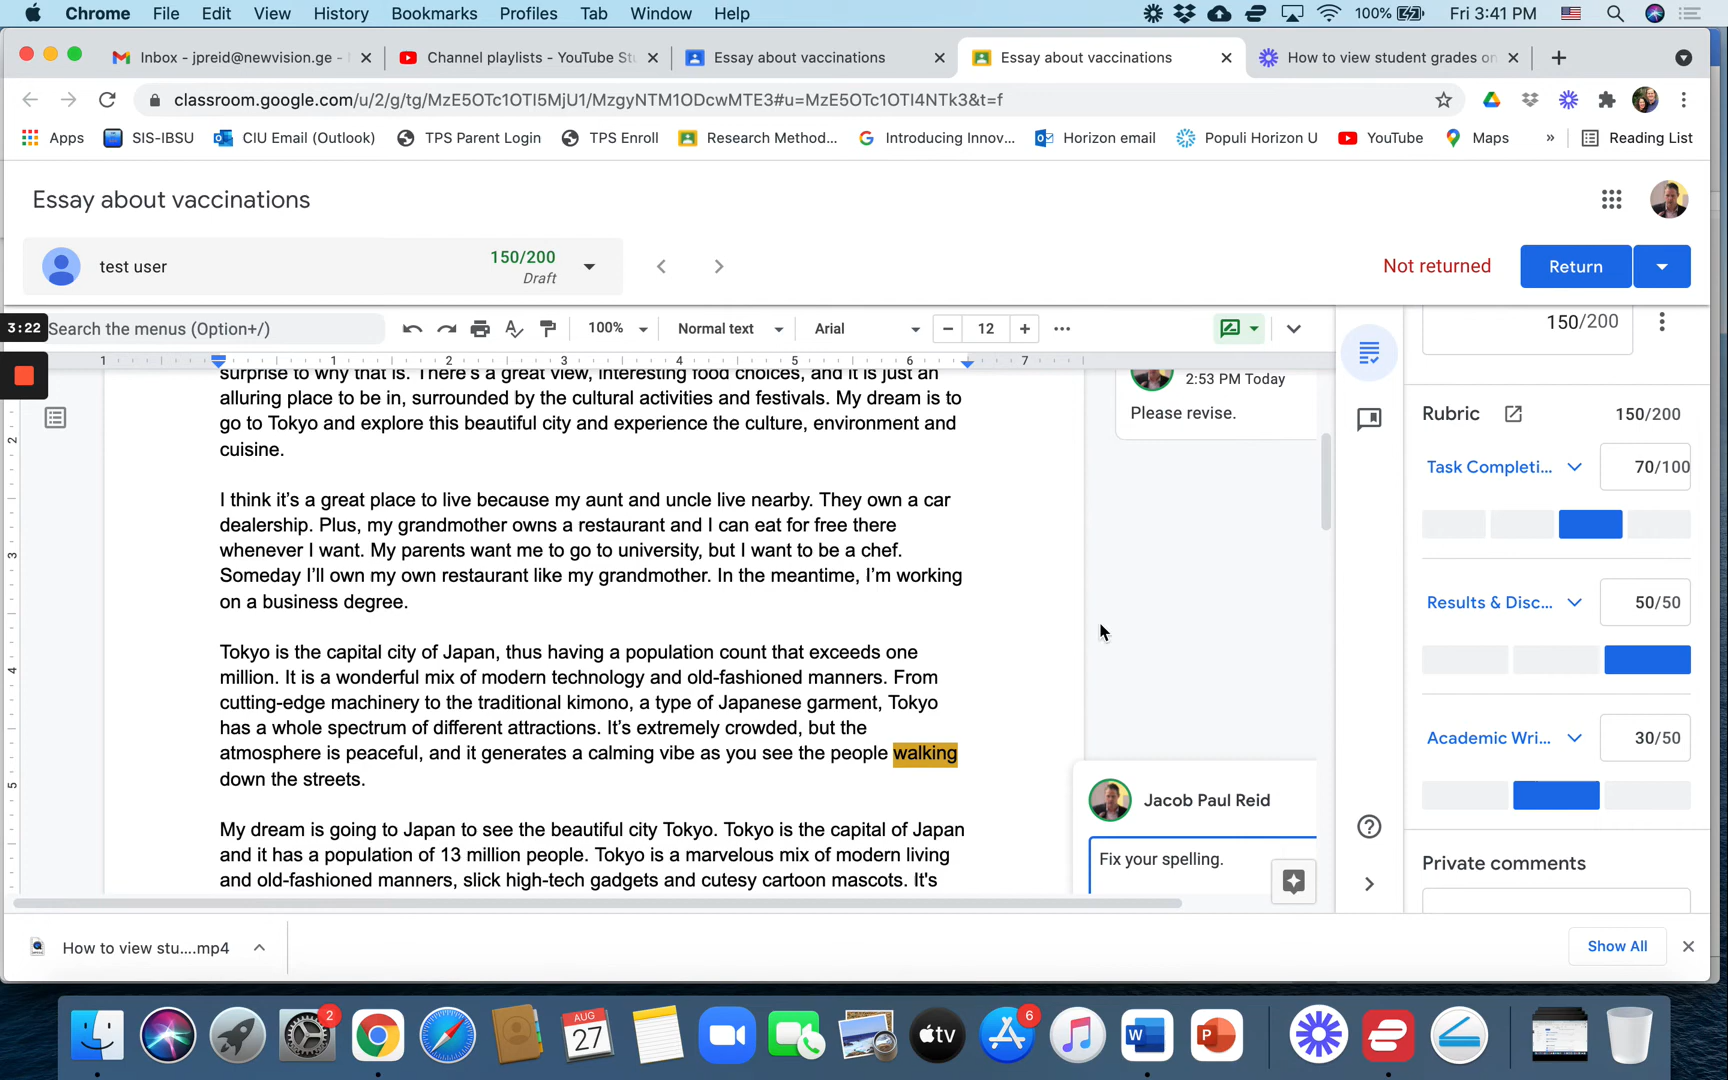 Chrome File Edit View History Bookmarks Profiles Tab Window Help 100% Fri 3:41 PM
Inbox - jpreid@newvision.ge - Channel playlists - YouTube Stu Essay about vaccinations Essay about vaccinations How to view student grades on
classroom.google.com/u/2/g/tg/MzE5OTc1OTI5MjU1/MzgyNTM1ODcwMTE3#u=MzE5OTc1OTI4NTk3&t=f
Apps SIS-IBSU CIU Email (Outlook) TPS Parent Login TPS Enroll Research Method... Introducing Innov... Horizon email Populi Horizon U YouTube Maps » Reading List
Essay about vaccinations
test user 150/200
Draft
Not returned Return
3:22 Search the menus (Option+/) 100% Normal text Arial 12
1 1 2 3 4 5 6 7
surprise to why that is. There's a great view, interesting food choices, and it is just an
alluring place to be in, surrounded by the cultural activities and festivals. My dream is to
go to Tokyo and explore this beautiful city and experience the culture, environment and
cuisine.
I think it's a great place to live because my aunt and uncle live nearby. They own a car
dealership. Plus, my grandmother owns a restaurant and I can eat for free there
whenever I want. My parents want me to go to university, but I want to be a chef.
Someday I'll own my own restaurant like my grandmother. In the meantime, I'm working
on a business degree.
Tokyo is the capital city of Japan, thus having a population count that exceeds one
million. It is a wonderful mix of modern technology and old-fashioned manners. From
cutting-edge machinery to the traditional kimono, a type of Japanese garment, Tokyo
has a whole spectrum of different attractions. It's extremely crowded, but the
atmosphere is peaceful, and it generates a calming vibe as you see the people walking
down the streets.
My dream is going to Japan to see the beautiful city Tokyo. Tokyo is the capital of Japan
and it has a population of 13 million people. Tokyo is a marvelous mix of modern living
and old-fashioned manners, slick high-tech gadgets and cutesy cartoon mascots. It's
2
3
4
5
2:53 PM Today
Please revise.
Jacob Paul Reid
Fix your spelling.
150/200
Rubric 150/200
Task Completi... 70/100
Results & Disc... 50/50
Academic Wri... 30/50
Private comments
How to view stu....mp4
Show All
2
AUG
27
tv
6
W
P